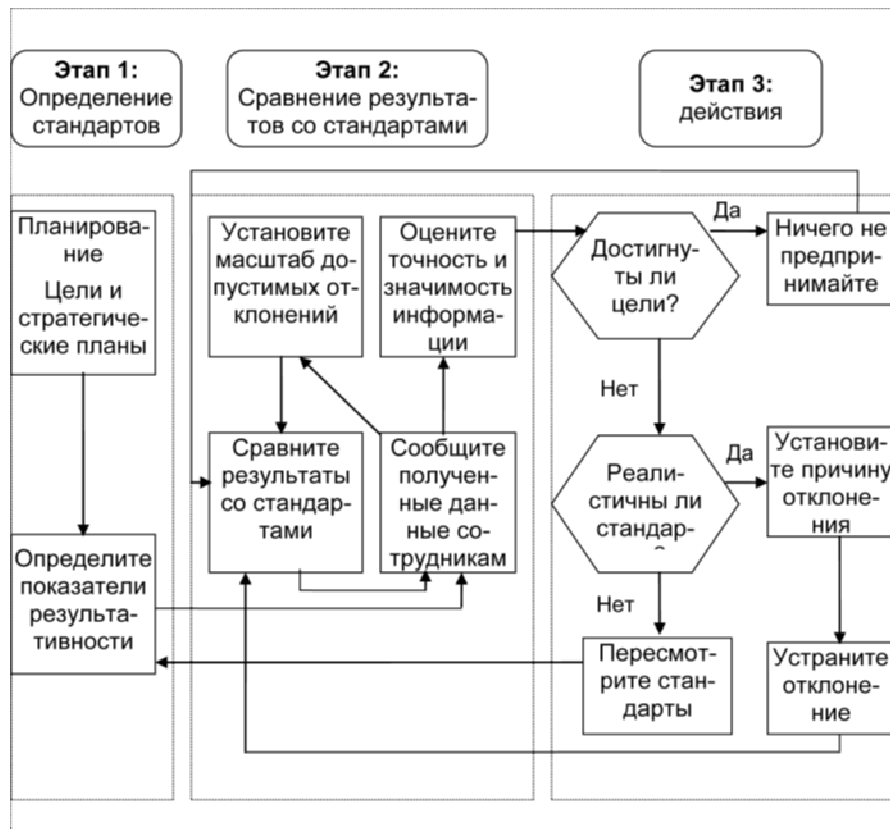 Этап 1:
Определение
стандартов
Этап 2:
Сравнение результа-
тов со стандартами
Этап 3:
действия
Планирова-
ние
Цели и
стратегиче-
ские планы
Определите
показатели
результа-
тивности
Установите
масштаб до-
пустимых от-
клонений
Оцените
точность и
значимость
информа-
ции
Сравните
результаты
со стандар-
тами
Сообщите
получен-
ные дан-
ные со-
трудникам
Достигну-
ты ли
цели?
Да
Ничего не
предпри-
нимайте
Нет
Реали-
стичны ли
стандар-
Да
Установи-
те причину
отклоне-
ния
Нет
Пересмот-
рите стан-
дарты
Устраните
отклоне-
ние